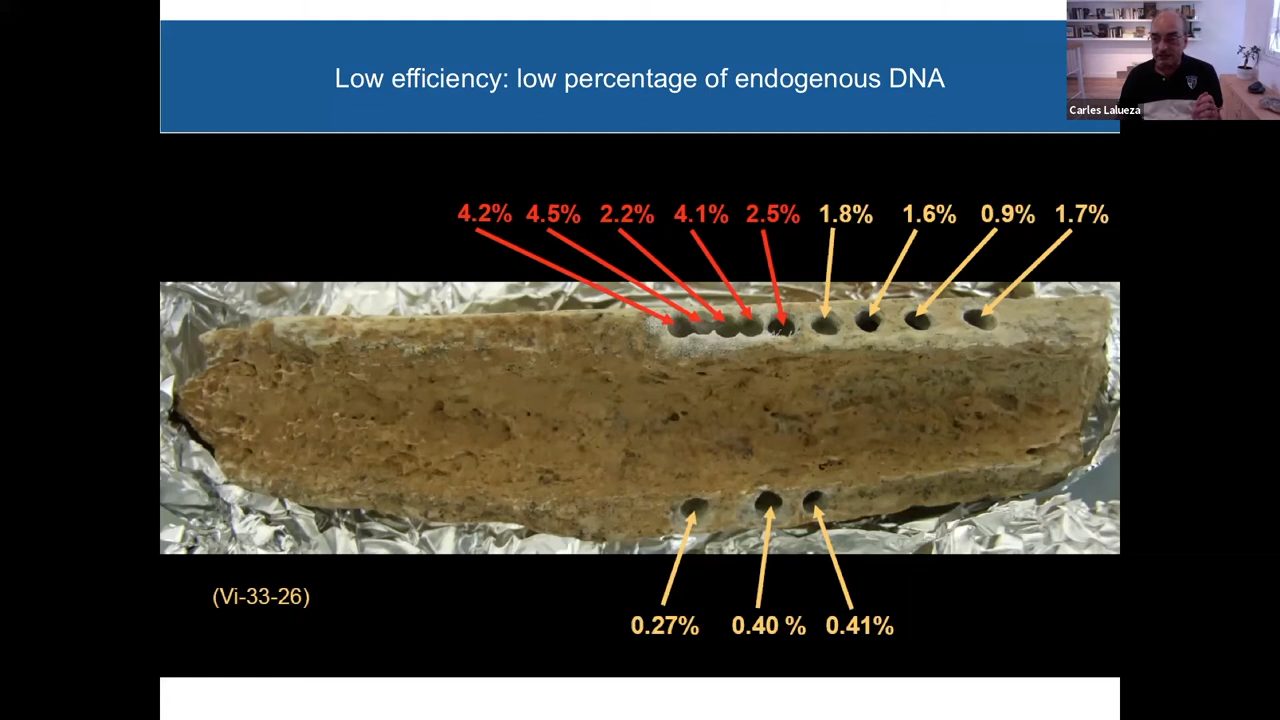 Low efficiency: low percentage of endogenous DNA
Carles Lalueza
4.2% 4.5% 2.2% 4.1% 2.5% 1.8% 1.6% 0.9% 1.7%
(Vi-33-26)
0.27% 0.40 % 0.41%